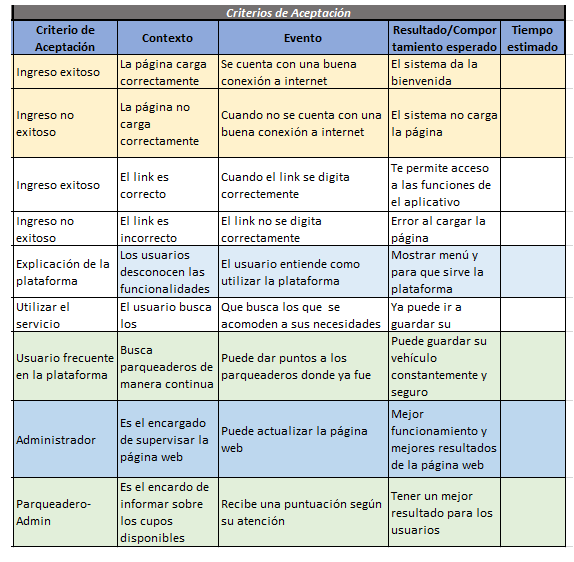 Criterios de Aceptación
Criterio de Aceptación | Contexto | Evento | Resultado/Comportamiento esperado | Tiempo estimado
Ingreso exitoso | La página carga correctamente | Se cuenta con una buena conexión a internet | El sistema da la bienvenida
Ingreso no exitoso | La página no carga correctamente | Cuando no se cuenta con una buena conexión a internet | El sistema no carga la página
Ingreso exitoso | El link es correcto | Cuando el link se digita correctemente | Te permite acceso a las funciones de el aplicativo
Ingreso no exitoso | El link es incorrecto | El link no se digita correctamente | Error al cargar la página
Explicación de la plataforma | Los usuarios desconocen las funcionalidades | El usuario entiende como utilizar la plataforma | Mostrar menú y para que sirve la plataforma
Utilizar el servicio | El usuario busca los | Que busca los que se acomoden a sus necesidades | Ya puede ir a guardar su
Usuario frecuente en la plataforma | Busca parqueaderos de manera continua | Puede dar puntos a los parqueaderos donde ya fue | Puede guardar su vehículo constantemente y seguro
Administrador | Es el encargado de supervisar la página web | Puede actualizar la página web | Mejor funcionamiento y mejores resultados de la página web
Parqueadero-Admin | Es el encardo de informar sobre los cupos disponibles | Recibe una puntuación según su atención | Tener un mejor resultado para los usuarios